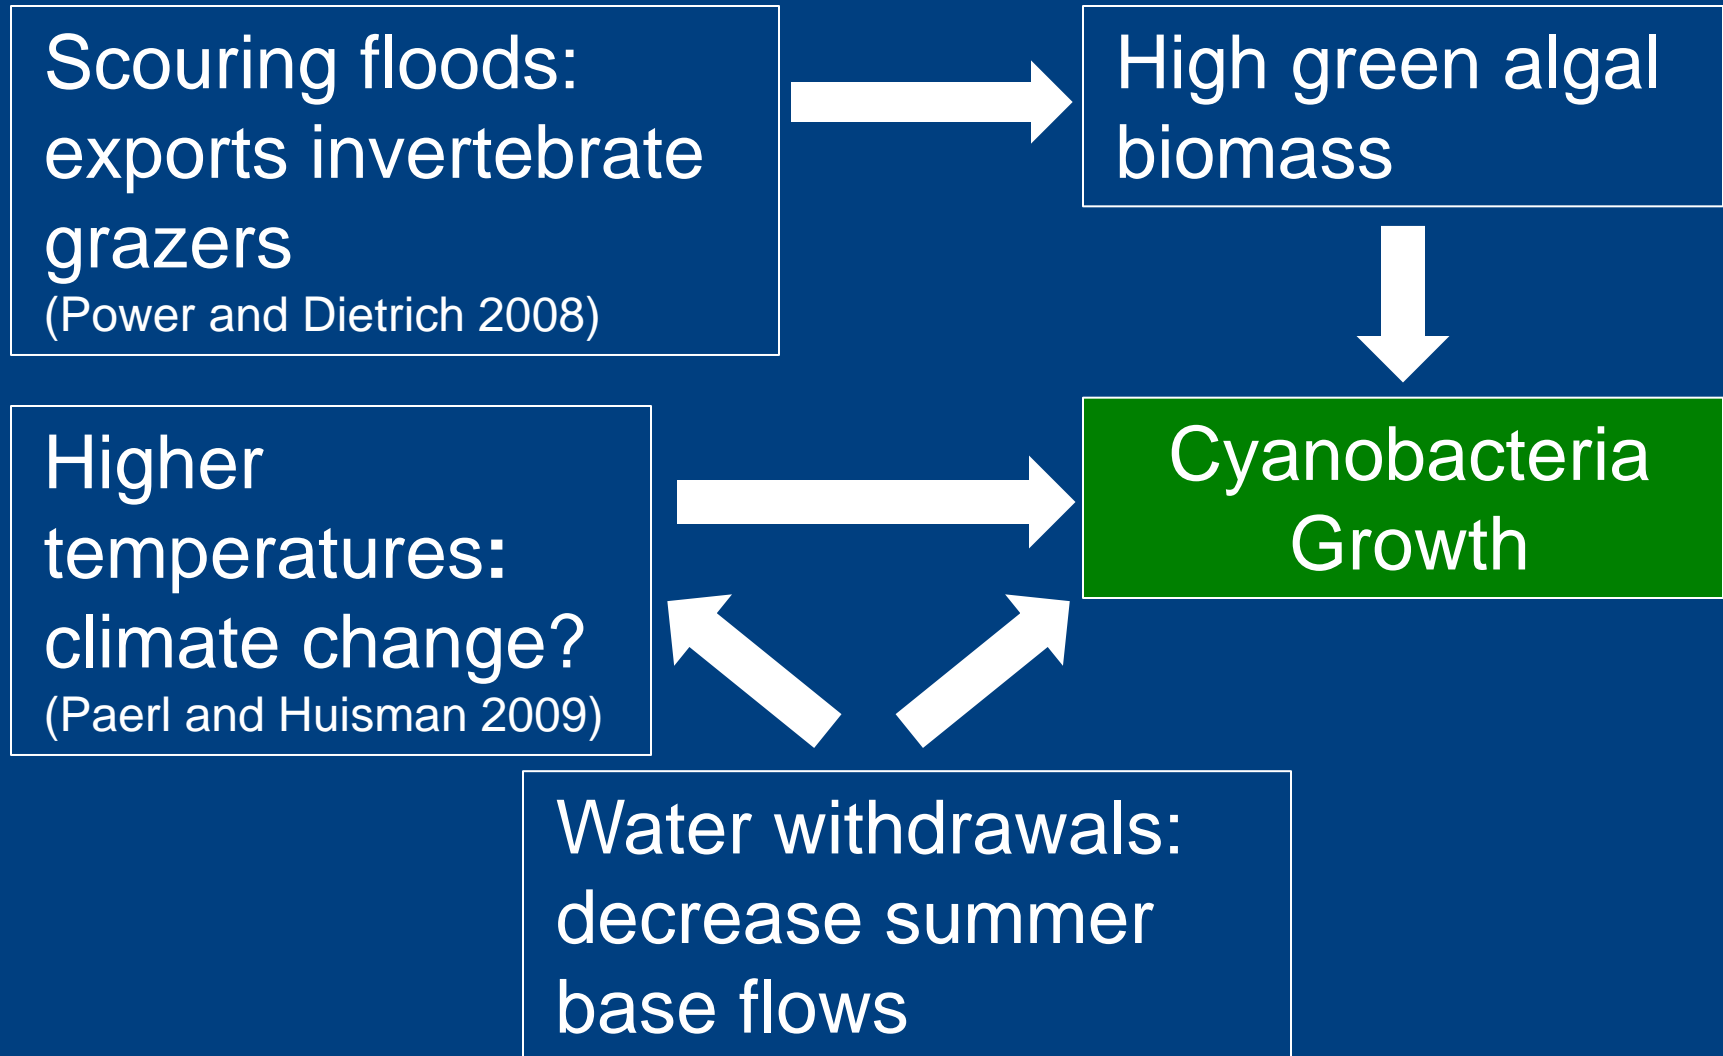 Scouring floods:
exports invertebrate
grazers
(Power and Dietrich 2008)
High green algal
biomass
Higher
temperatures:
climate change?
(Paerl and Huisman 2009)
Cyanobacteria
Growth
Water withdrawals:
decrease summer
base flows